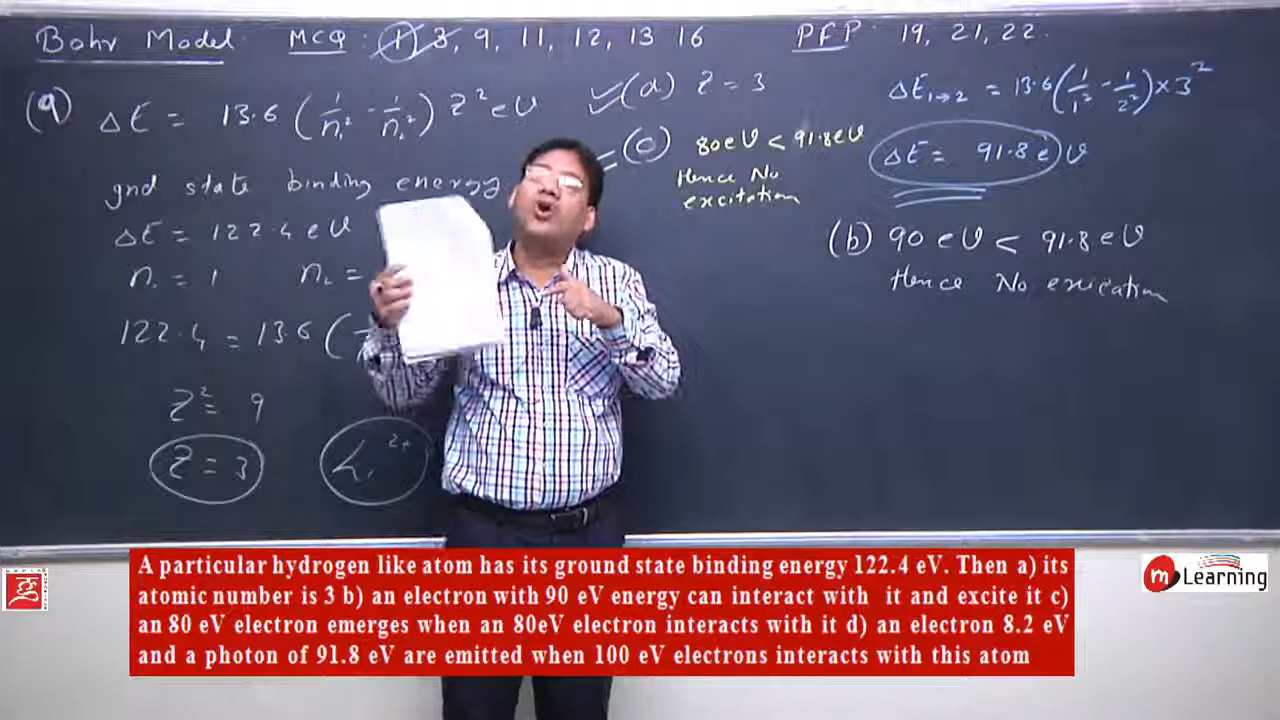 Bohr Model. MCQ: 1, 3, 9, 11, 12, 13 16 PFP. 19, 21, 22.
(9) ΔE = 13.6 (1/n₁² - 1/n₂²) Z² eV
gnd state binding energy
ΔE = 122.4 eV
n₁ = 1 n₂ =
122.4 = 13.6 (
Z² = 9
Z = 3 Li²⁺
✓(a) Z = 3
(c) 80 eV < 91.8 eV
Hence No
excitation
ΔE₁→₂ = 13.6 (1/1² - 1/2²) × 3²
ΔE = 91.8 eV
(b) 90 eV < 91.8 eV
Hence No
A particular hydrogen like atom has its ground state binding energy 122.4 eV. Then a) its
atomic number is 3 b) an electron with 90 eV energy can interact with it and excite it c)
an 80 eV electron emerges when an 80eV electron interacts with it d) an electron 8.2 eV
and a photon of 91.8 eV are emitted when 100 eV electrons interacts with this atom
m Learning